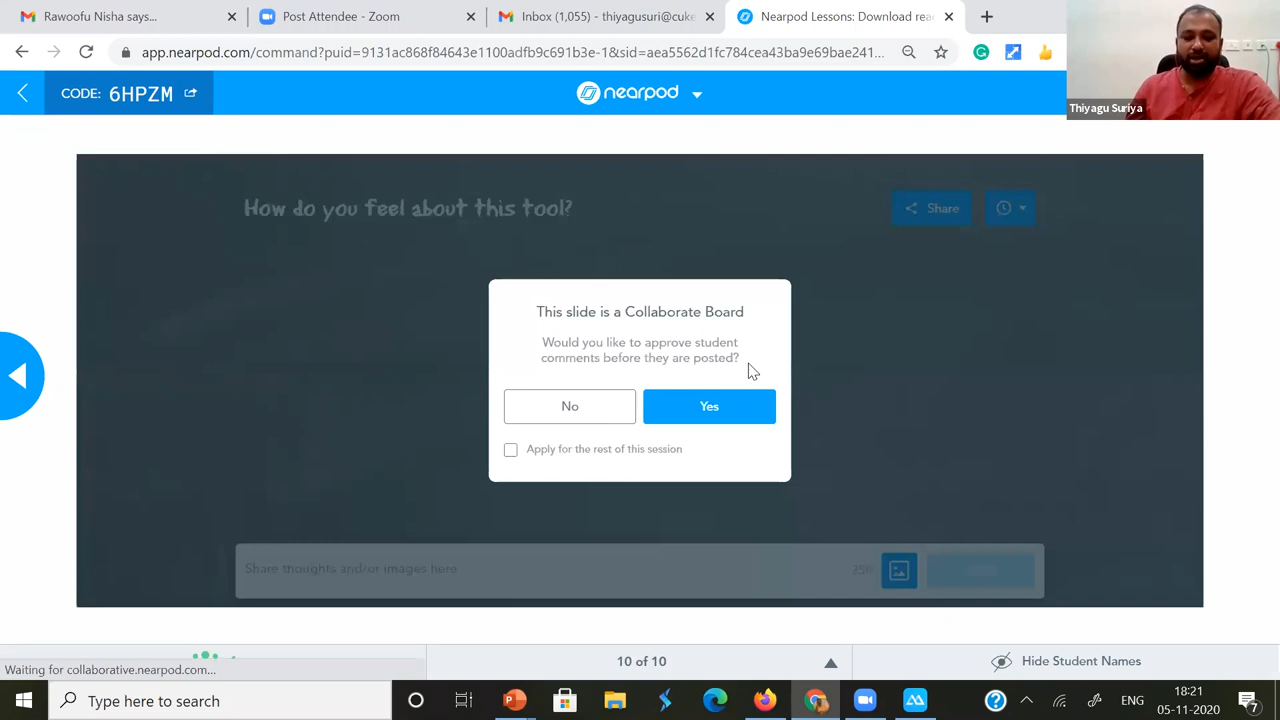 Rawoofu Nisha says...
Post Attendee - Zoom
Inbox (1,055) - thiyagusuri@cuke
Nearpod Lessons: Download rea
app.nearpod.com/command?puid=9131ac868f84643e1100adfb9c191b3e-1&sid=aea5562d1fc784cea43ba9e69bae241...
Thiyagu Suriya
CODE: 6HPZM
nearpod
How do you feel about this tool?
Share
This slide is a Collaborate Board
Would you like to approve student
comments before they are posted?
No
Yes
Apply for the rest of this session
Share thoughts and/or images here
Waiting for collaborative.nearpod.com...
10 of 10
Hide Student Names
Type here to search
ENG
18:21
05-11-2020
7